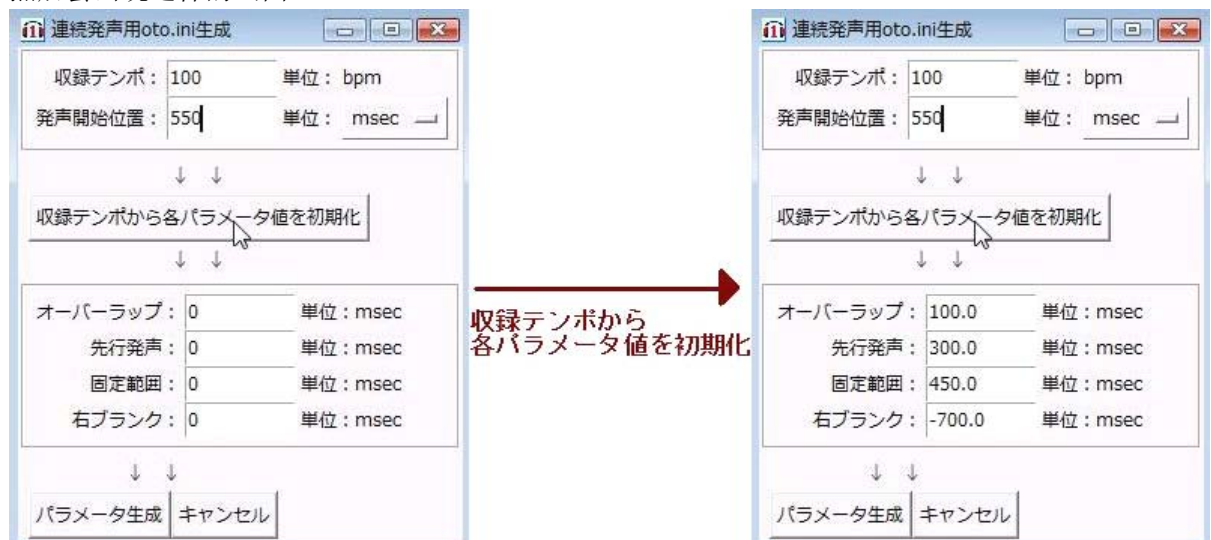 連続発声用oto.ini生成
収録テンポ： 100 単位： bpm
発声開始位置： 550 単位： msec
↓ ↓
収録テンポから各パラメータ値を初期化
↓ ↓
オーバーラップ： 0 単位：msec
先行発声： 0 単位：msec
固定範囲： 0 単位：msec
右ブランク： 0 単位：msec
↓ ↓
パラメータ生成 キャンセル
収録テンポから
各パラメータ値を初期化
連続発声用oto.ini生成
収録テンポ： 100 単位： bpm
発声開始位置： 550 単位： msec
↓ ↓
収録テンポから各パラメータ値を初期化
↓ ↓
オーバーラップ： 100.0 単位：msec
先行発声： 300.0 単位：msec
固定範囲： 450.0 単位：msec
右ブランク： -700.0 単位：msec
↓ ↓
パラメータ生成 キャンセル